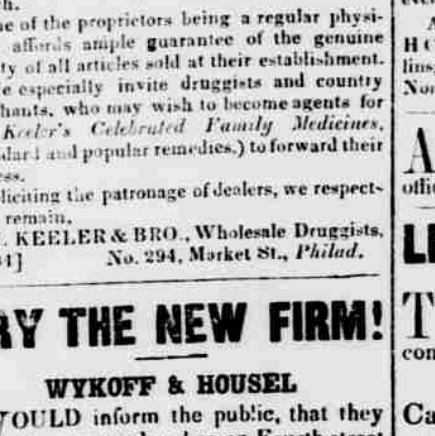 h.
ne of the proprietors being a regular physi-
affords ample guarantee of the genuine
ty of all articles sold at their establishment.
e especially invite druggists and country
hants, who may wish to become agents for
Keeler's Celebrated Family Medicines,
dard and popular remedies,) to forward their
ess.
liciting the patronage of dealers, we respect-
remain,
. KEELER & BRO., Wholesale Druggists,
31] No. 294, Market St., Philad.
RY THE NEW FIRM!
WYKOFF & HOUSEL
WOULD inform the public, that they
A
HO
lins
No
A
offi
LI
T
con
Ca